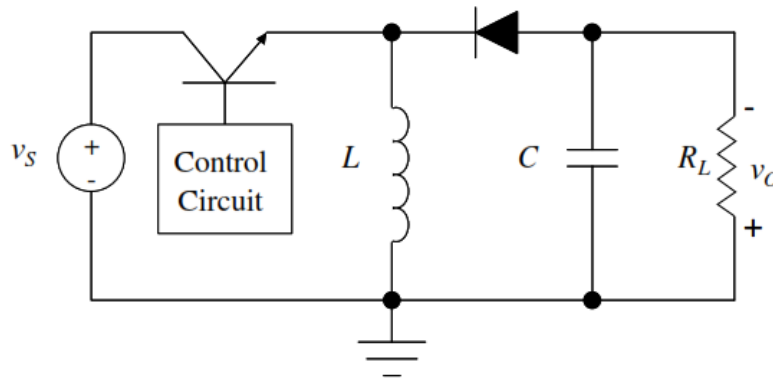 v_S
+
-
Control
Circuit
L
C
R_L
-
v_O
+